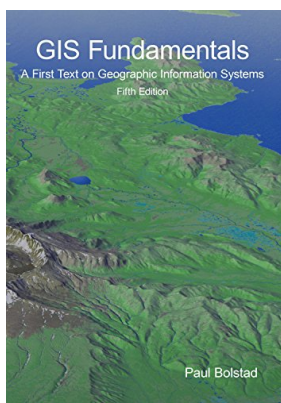 GIS Fundamentals
A First Text on Geographic Information Systems
Fifth Edition
Paul Bolstad